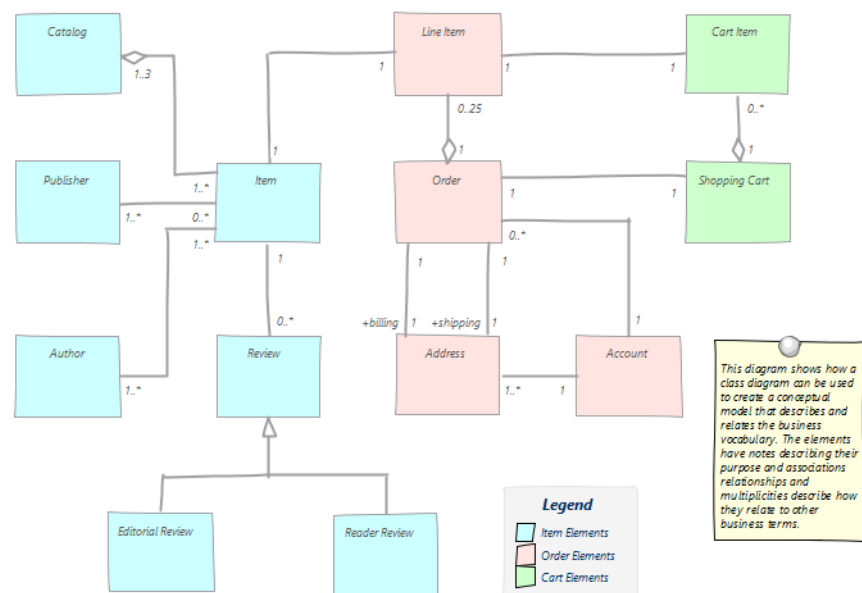 Catalog
Line Item
Cart Item
1..3
1
1
1
0..25
0..*
1
1
1
Publisher
Item
Order
Shopping Cart
1..*
1..*
0..*
1..*
1
1
0..*
1
1
1
+billing
1
+shipping
1
1
0..*
Author
Review
Address
Account
1..*
1..*
1
This diagram shows how a
class diagram can be used
to create a conceptual
model that describes and
relates the business
vocabulary. The elements
have notes describing their
purpose and associations
relationships and
multiplicities describe how
they relate to other
business terms.
Editorial Review
Reader Review
Legend
Item Elements
Order Elements
Cart Elements